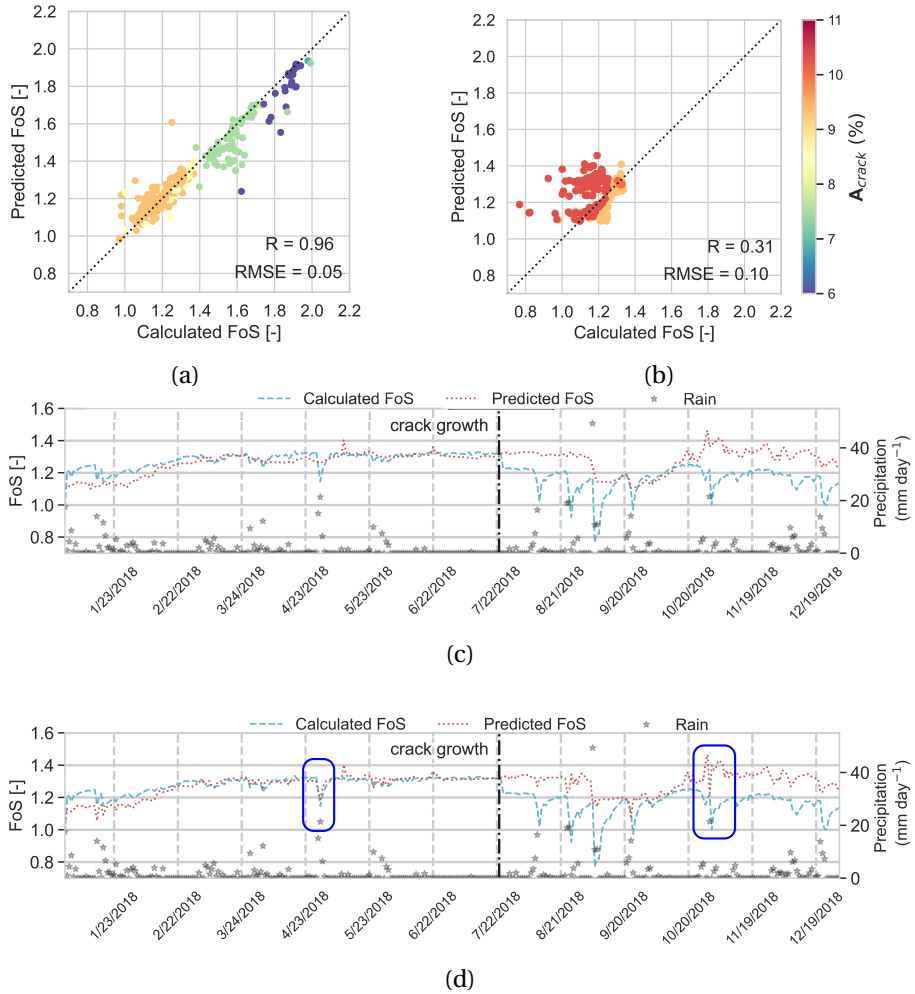 2.2
2.0
1.8
1.6
1.4
1.2
1.0
0.8
Predicted FoS [-]
R = 0.96
RMSE = 0.05
0.8 1.0 1.2 1.4 1.6 1.8 2.0 2.2
Calculated FoS [-]
(a)
2.2
2.0
1.8
1.6
1.4
1.2
1.0
0.8
Predicted FoS [-]
R = 0.31
RMSE = 0.10
0.8 1.0 1.2 1.4 1.6 1.8 2.0 2.2
Calculated FoS [-]
(b)
11
10
9
8
7
6
A_crack (%)
Calculated FoS Predicted FoS Rain
crack growth
1.6
1.4
1.2
1.0
0.8
FoS [-]
40
20
0
Precipitation
(mm day⁻¹)
1/23/2018 2/22/2018 3/24/2018 4/23/2018 5/23/2018 6/22/2018 7/22/2018 8/21/2018 9/20/2018 10/20/2018 11/19/2018 12/19/2018
(c)
Calculated FoS Predicted FoS Rain
crack growth
1.6
1.4
1.2
1.0
0.8
FoS [-]
40
20
0
Precipitation
(mm day⁻¹)
1/23/2018 2/22/2018 3/24/2018 4/23/2018 5/23/2018 6/22/2018 7/22/2018 8/21/2018 9/20/2018 10/20/2018 11/19/2018 12/19/2018
(d)